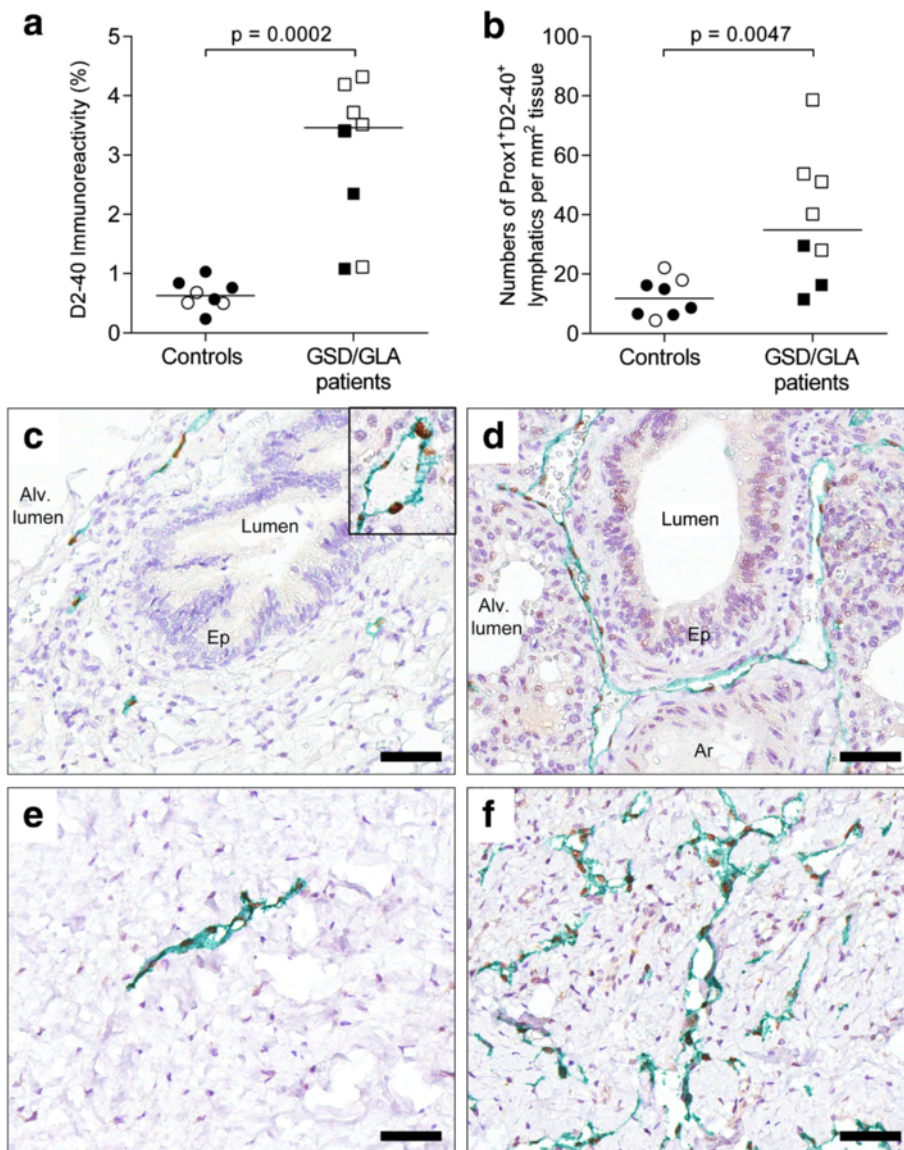 a
p = 0.0002
D2-40 Immunoreactivity (%)
5
4
3
2
1
0
Controls
GSD/GLA
patients
b
p = 0.0047
Numbers of Prox1⁺D2-40⁺
lymphatics per mm² tissue
100
80
60
40
20
0
Controls
GSD/GLA
patients
c
Alv.
lumen
Lumen
Ep
d
Lumen
Alv.
lumen
Ep
Ar
e
f